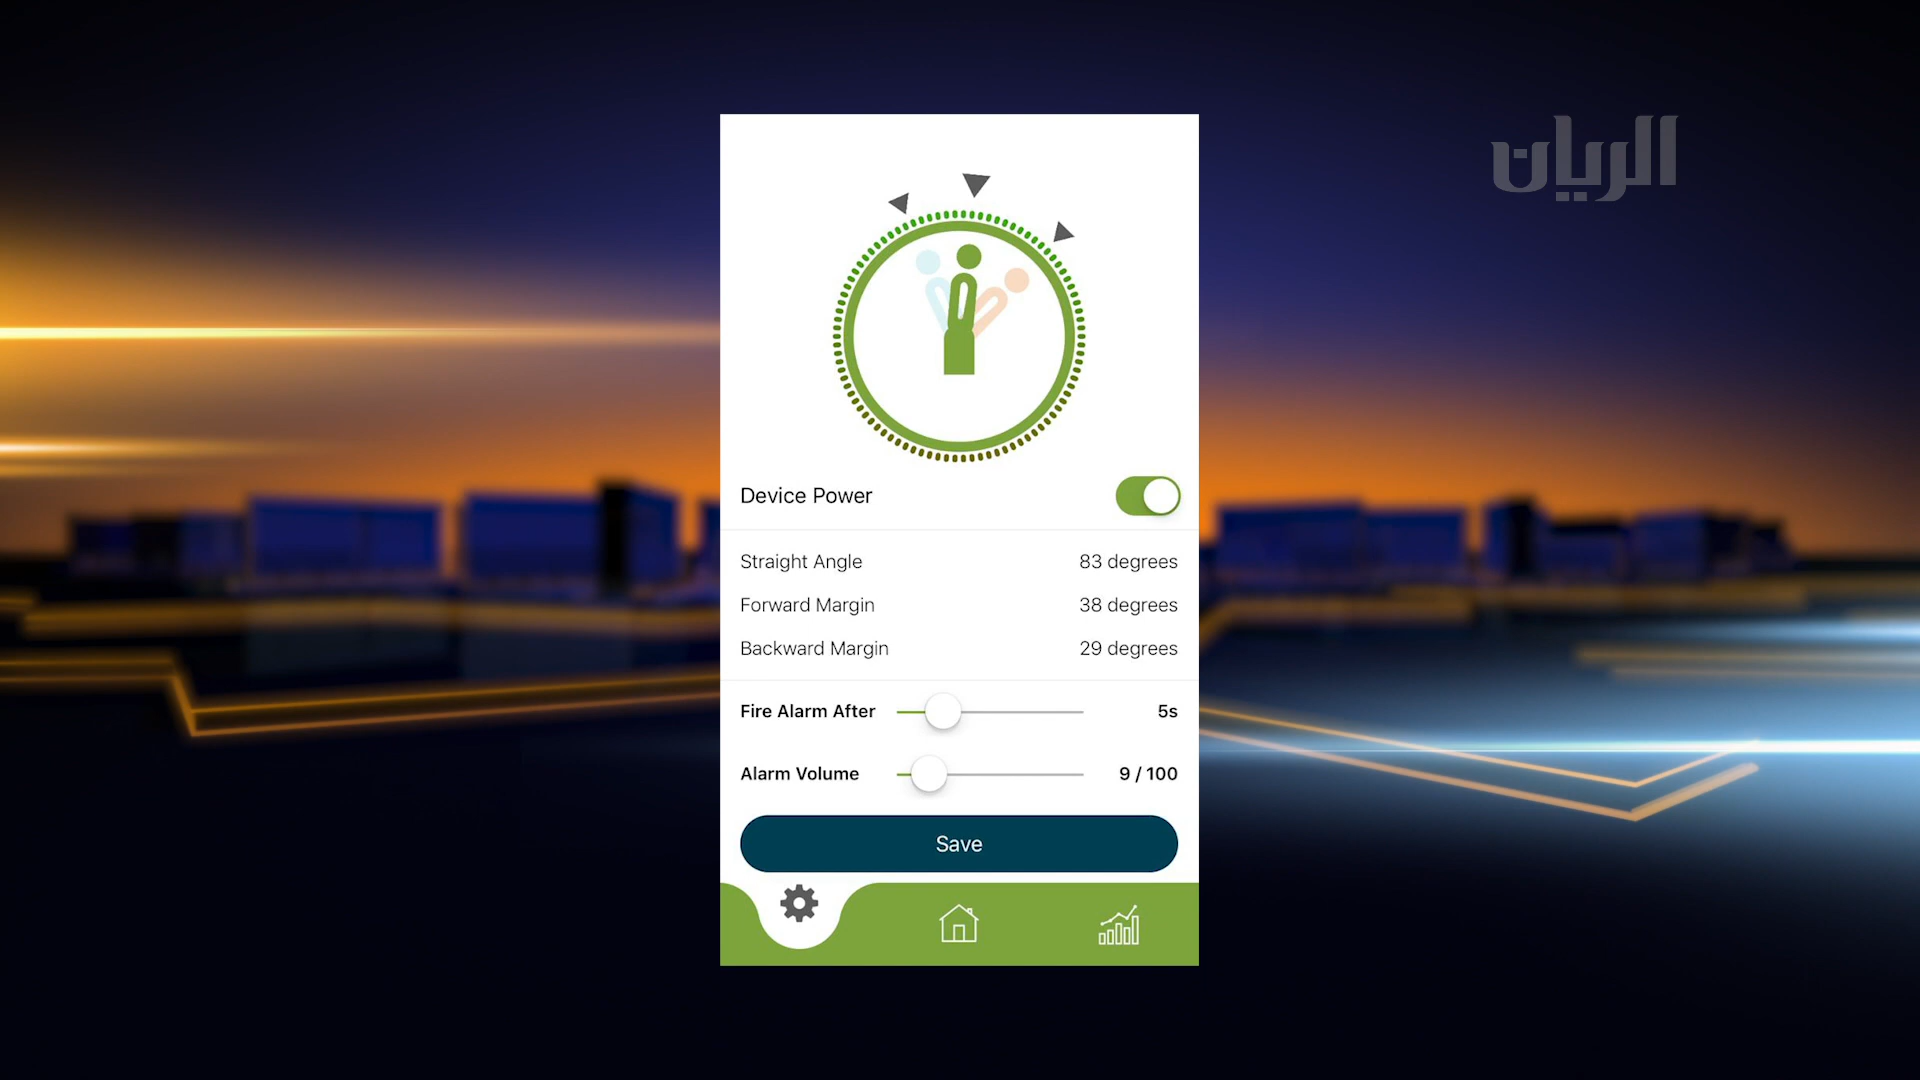 الريان
Device Power
Straight Angle 83 degrees
Forward Margin 38 degrees
Backward Margin 29 degrees
Fire Alarm After 5s
Alarm Volume 9 / 100
Save